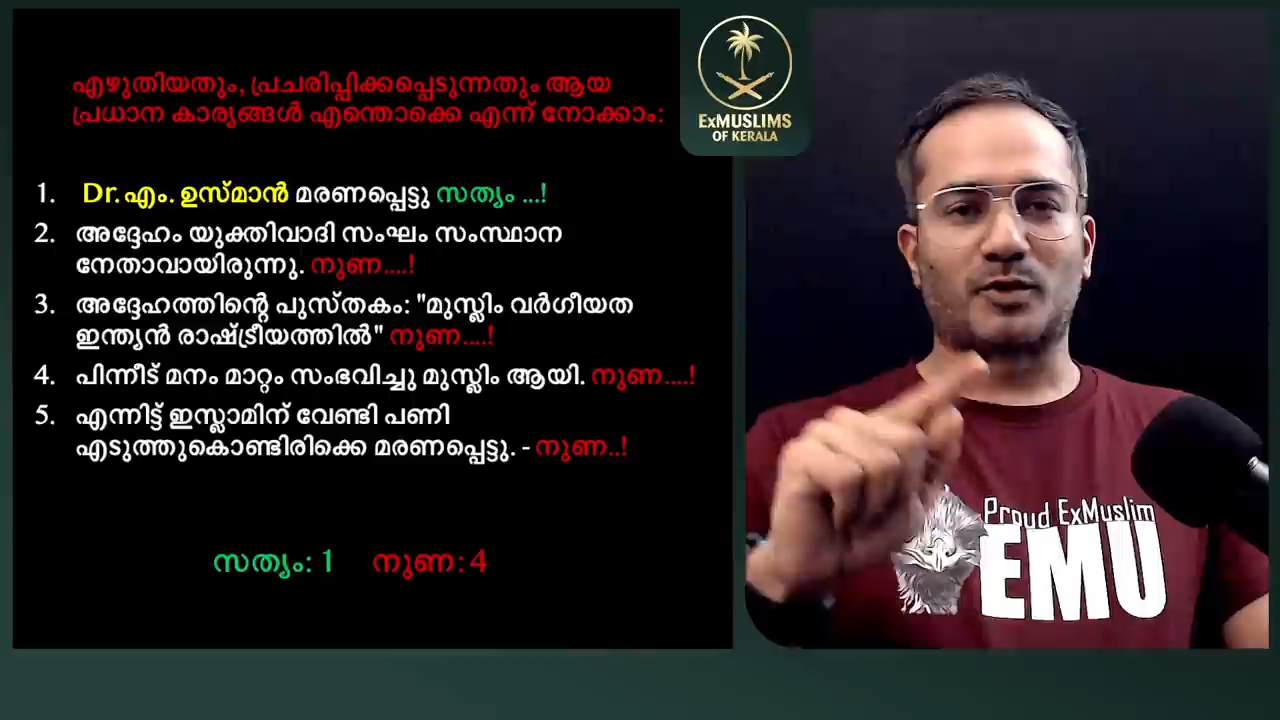 എഴുതിയതും, പ്രചരിപ്പിക്കപ്പെടുന്നതും ആയ
പ്രധാന കാര്യങ്ങൾ എന്തൊക്കെ എന്ന് നോക്കാം:
1. Dr. എം. ഉസ്മാൻ മരണപ്പെട്ടു സത്യം ...!
2. അദ്ദേഹം യുക്തിവാദി സംഘം സംസ്ഥാന
നേതാവായിരുന്നു. നുണ....!
3. അദ്ദേഹത്തിന്റെ പുസ്തകം: "മുസ്ലിം വർഗീയത
ഇന്ത്യൻ രാഷ്ട്രീയത്തിൽ" നുണ....!
4. പിന്നീട് മനം മാറ്റം സംഭവിച്ചു മുസ്ലിം ആയി. നുണ....!
5. എന്നിട്ട് ഇസ്ലാമിന് വേണ്ടി പണി
എടുത്തുകൊണ്ടിരിക്കെ മരണപ്പെട്ടു. - നുണ..!
സത്യം: 1 നുണ: 4
ExMUSLIMS
OF KERALA
Proud ExMuslim
EMU